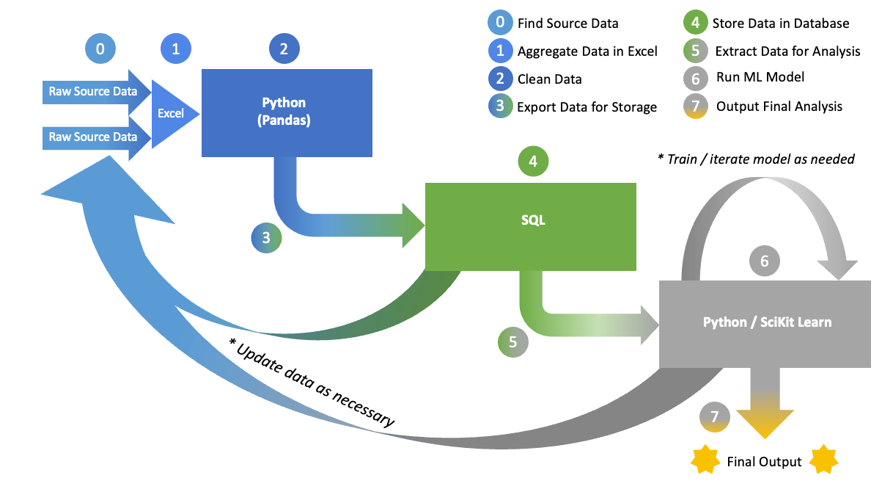 0
1
2
0 Find Source Data
1 Aggregate Data in Excel
2 Clean Data
3 Export Data for Storage
4 Store Data in Database
5 Extract Data for Analysis
6 Run ML Model
7 Output Final Analysis
Raw Source Data
Raw Source Data
Excel
Python
(Pandas)
4
* Train / iterate model as needed
3
SQL
6
5
Python / SciKit Learn
* Update data as necessary
7
Final Output